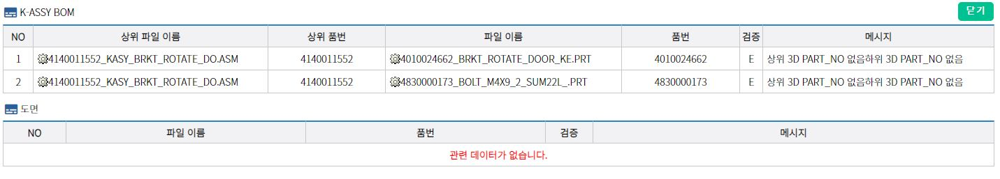 K-ASSY BOM
닫기
NO 상위 파일 이름 상위 품번 파일 이름 품번 검증 메시지
1 4140011552_KASY_BRKT_ROTATE_DO.ASM 4140011552 4010024662_BRKT_ROTATE_DOOR_KE.PRT 4010024662 E 상위 3D PART_NO 없음하위 3D PART_NO 없음
2 4140011552_KASY_BRKT_ROTATE_DO.ASM 4140011552 4830000173_BOLT_M4X9_2_SUM22L_.PRT 4830000173 E 상위 3D PART_NO 없음하위 3D PART_NO 없음
도면
NO 파일 이름 품번 검증 메시지
관련 데이터가 없습니다.